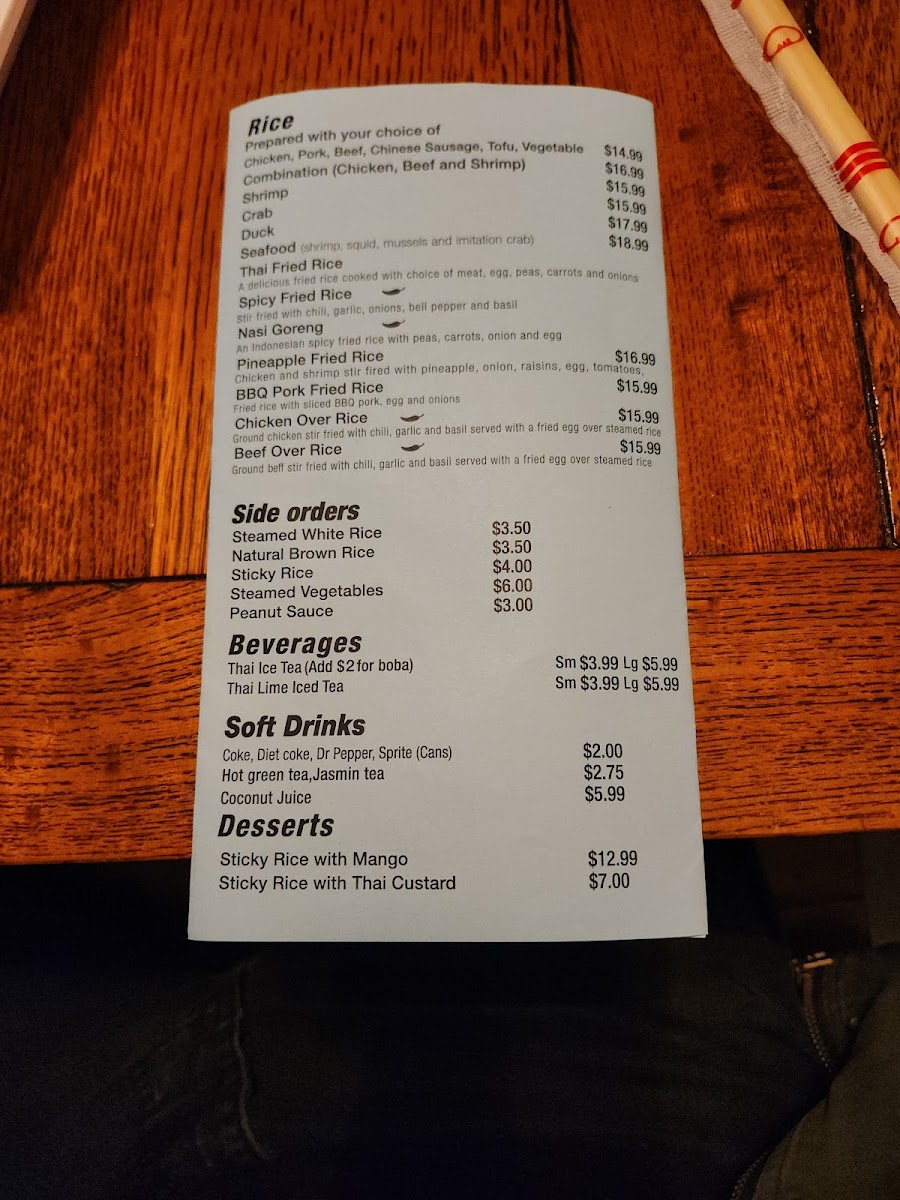 Rice
Prepared with your choice of
Chicken, Pork, Beef, Chinese Sausage, Tofu, Vegetable $14.99
Combination (Chicken, Beef and Shrimp) $16.99
Shrimp $15.99
Crab $15.99
Duck $17.99
Seafood (shrimp, squid, mussels and imitation crab) $18.99
Thai Fried Rice
A delicious fried rice cooked with choice of meat, egg, peas, carrots and onions
Spicy Fried Rice
Stir fried with chili, garlic, onions, bell pepper and basil
Nasi Goreng
An Indonesian spicy fried rice with peas, carrots, onion and egg
Pineapple Fried Rice $16.99
Chicken and shrimp stir fired with pineapple, onion, raisins, egg, tomatoes,
BBQ Pork Fried Rice $15.99
Fried rice with sliced BBQ pork, egg and onions
Chicken Over Rice $15.99
Ground chicken stir fried with chili, garlic and basil served with a fried egg over steamed rice
Beef Over Rice $15.99
Ground beff stir fried with chili, garlic and basil served with a fried egg over steamed rice
Side orders
Steamed White Rice $3.50
Natural Brown Rice $3.50
Sticky Rice $4.00
Steamed Vegetables $6.00
Peanut Sauce $3.00
Beverages
Thai Ice Tea (Add $2 for boba) Sm $3.99 Lg $5.99
Thai Lime Iced Tea Sm $3.99 Lg $5.99
Soft Drinks
Coke, Diet coke, Dr Pepper, Sprite (Cans) $2.00
Hot green tea,Jasmin tea $2.75
Coconut Juice $5.99
Desserts
Sticky Rice with Mango $12.99
Sticky Rice with Thai Custard $7.00